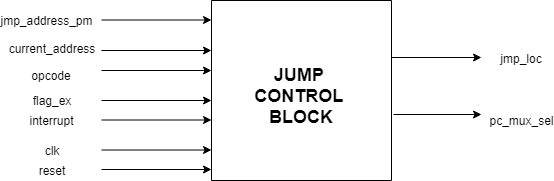 jmp_address_pm
current_address
opcode
flag_ex
interrupt
clk
reset
JUMP
CONTROL
BLOCK
jmp_loc
pc_mux_sel